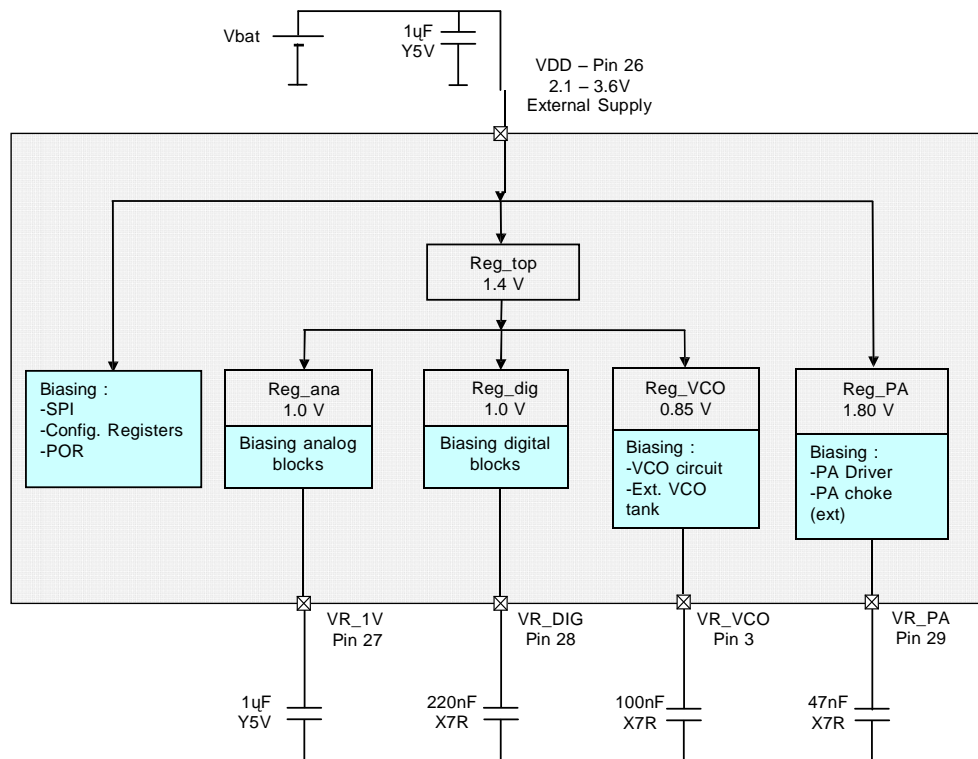 Vbat
1ųF
Y5V
VDD – Pin 26
2.1 – 3.6V
External Supply
Reg_top
1.4 V
Biasing :
-SPI
-Config. Registers
-POR
Reg_ana
1.0 V
Biasing analog
blocks
Reg_dig
1.0 V
Biasing digital
blocks
Reg_VCO
0.85 V
Biasing :
-VCO circuit
-Ext. VCO
tank
Reg_PA
1.80 V
Biasing :
-PA Driver
-PA choke
(ext)
VR_1V
Pin 27
VR_DIG
Pin 28
VR_VCO
Pin 3
VR_PA
Pin 29
1ųF
Y5V
220nF
X7R
100nF
X7R
47nF
X7R